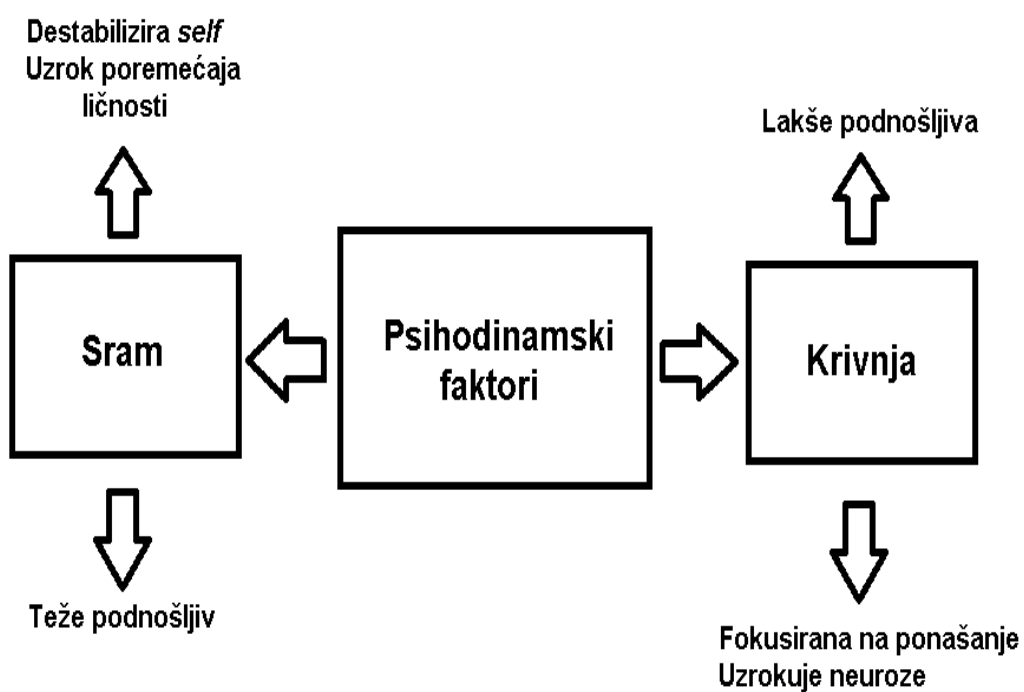 Destabilizira self
Uzrok poremećaja
ličnosti
Lakše podnošljiva
Sram
Psihodinamski
faktori
Krivnja
Teže podnošljiv
Fokusirana na ponašanje
Uzrokuje neuroze